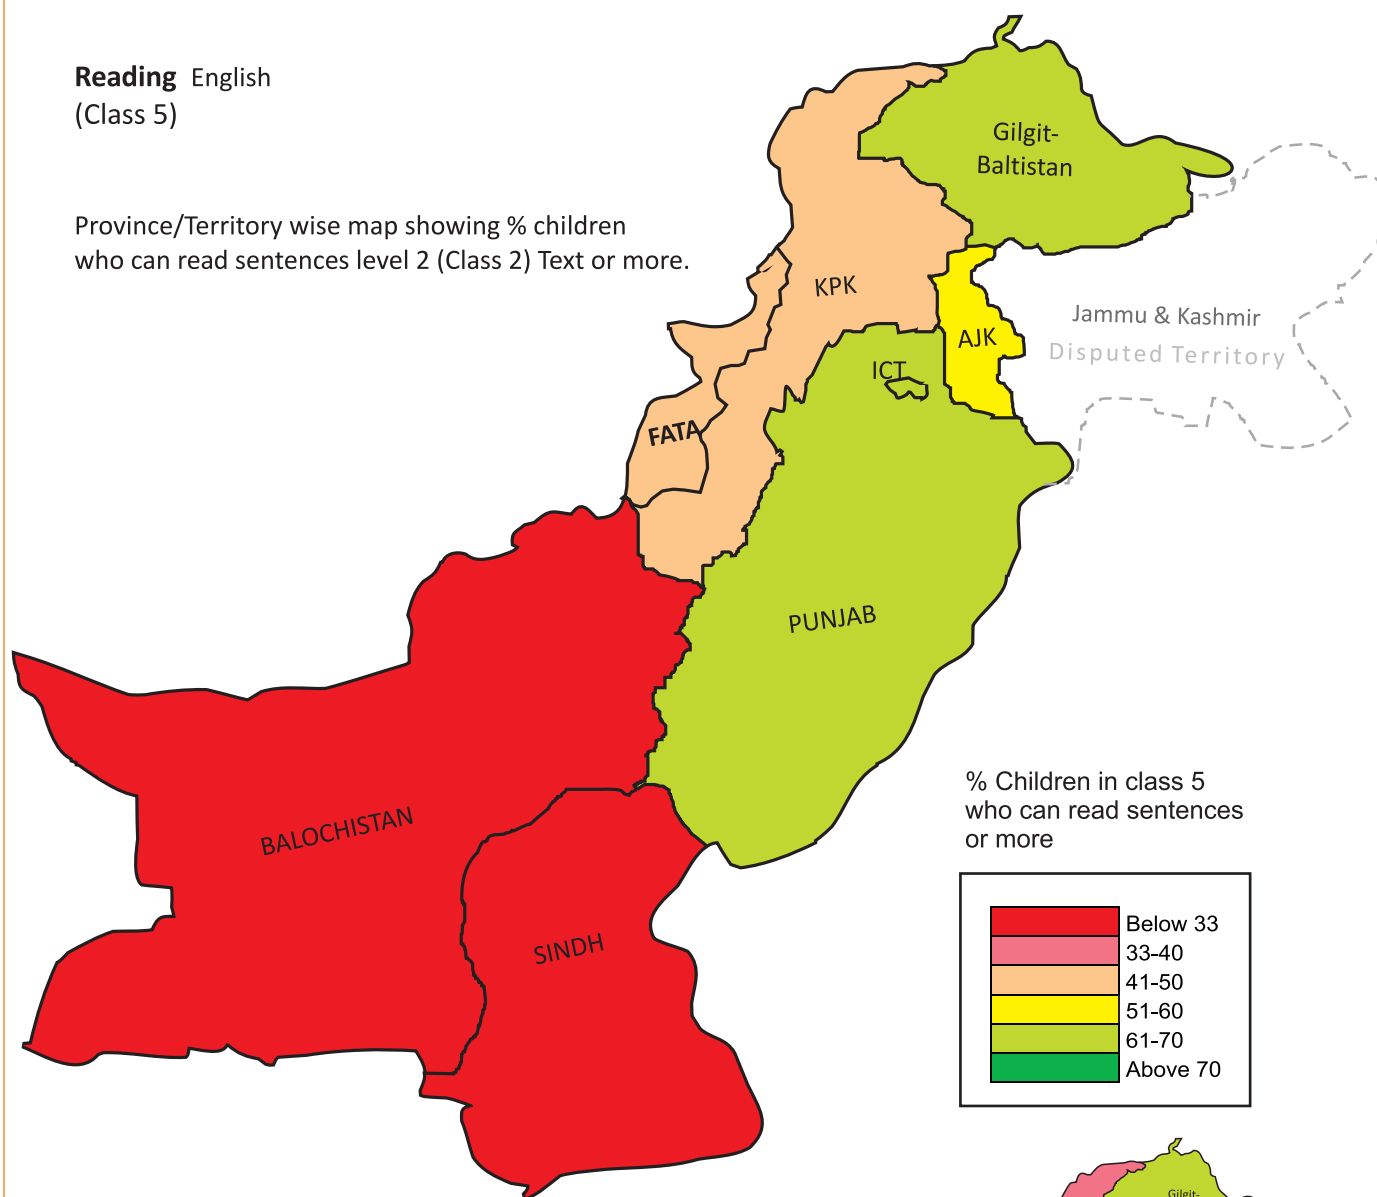 Reading English
(Class 5)
Province/Territory wise map showing % children
who can read sentences level 2 (Class 2) Text or more.
Gilgit-
Baltistan
KPK
AJK
Jammu & Kashmir
Disputed Territory
ICT
FATA
PUNJAB
BALOCHISTAN
SINDH
% Children in class 5
who can read sentences
or more
Below 33
33-40
41-50
51-60
61-70
Above 70
Gilgit-